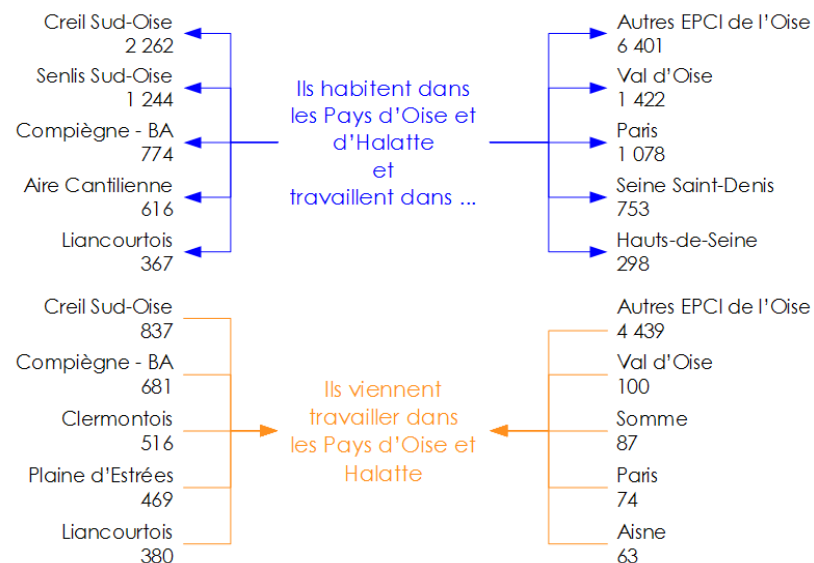 Creil Sud-Oise
2 262
Senlis Sud-Oise
1 244
Compiègne - BA
774
Aire Cantilienne
616
Liancourtois
367
Ils habitent dans
les Pays d'Oise et
d'Halatte
et
travaillent dans ...
Autres EPCI de l'Oise
6 401
Val d'Oise
1 422
Paris
1 078
Seine Saint-Denis
753
Hauts-de-Seine
298
Creil Sud-Oise
837
Compiègne - BA
681
Clermontois
516
Plaine d'Estrées
469
Liancourtois
380
Ils viennent
travailler dans
les Pays d'Oise et
Halatte
Autres EPCI de l'Oise
4 439
Val d'Oise
100
Somme
87
Paris
74
Aisne
63